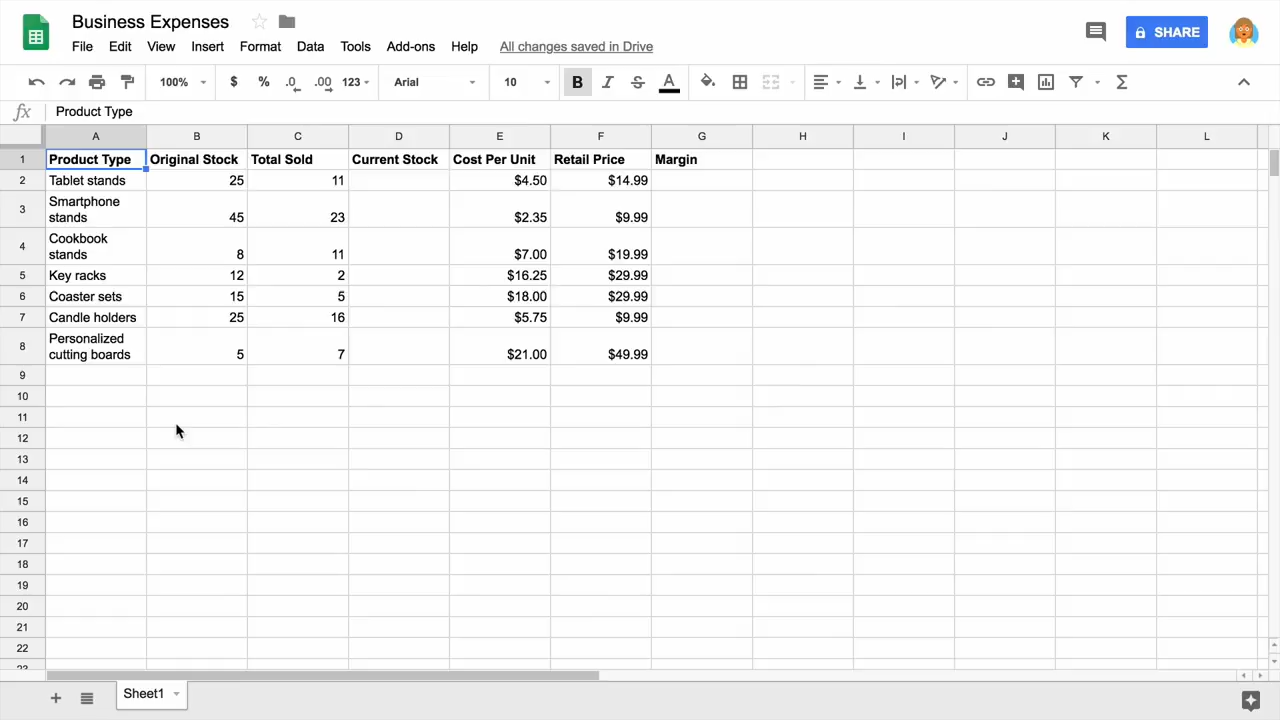 Business Expenses
File Edit View Insert Format Data Tools Add-ons Help All changes saved in Drive
SHARE
100% $ % .0 .00 123 Arial 10 B I S A Σ
fx Product Type
A B C D E F G H I J K L
1 Product Type Original Stock Total Sold Current Stock Cost Per Unit Retail Price Margin
2 Tablet stands 25 11 $4.50 $14.99
Smartphone
3 stands 45 23 $2.35 $9.99
Cookbook
4 stands 8 11 $7.00 $19.99
5 Key racks 12 2 $16.25 $29.99
6 Coaster sets 15 5 $18.00 $29.99
7 Candle holders 25 16 $5.75 $9.99
Personalized
8 cutting boards 5 7 $21.00 $49.99
9
10
11
12
13
14
15
16
17
18
19
20
21
22
23
+ Sheet1